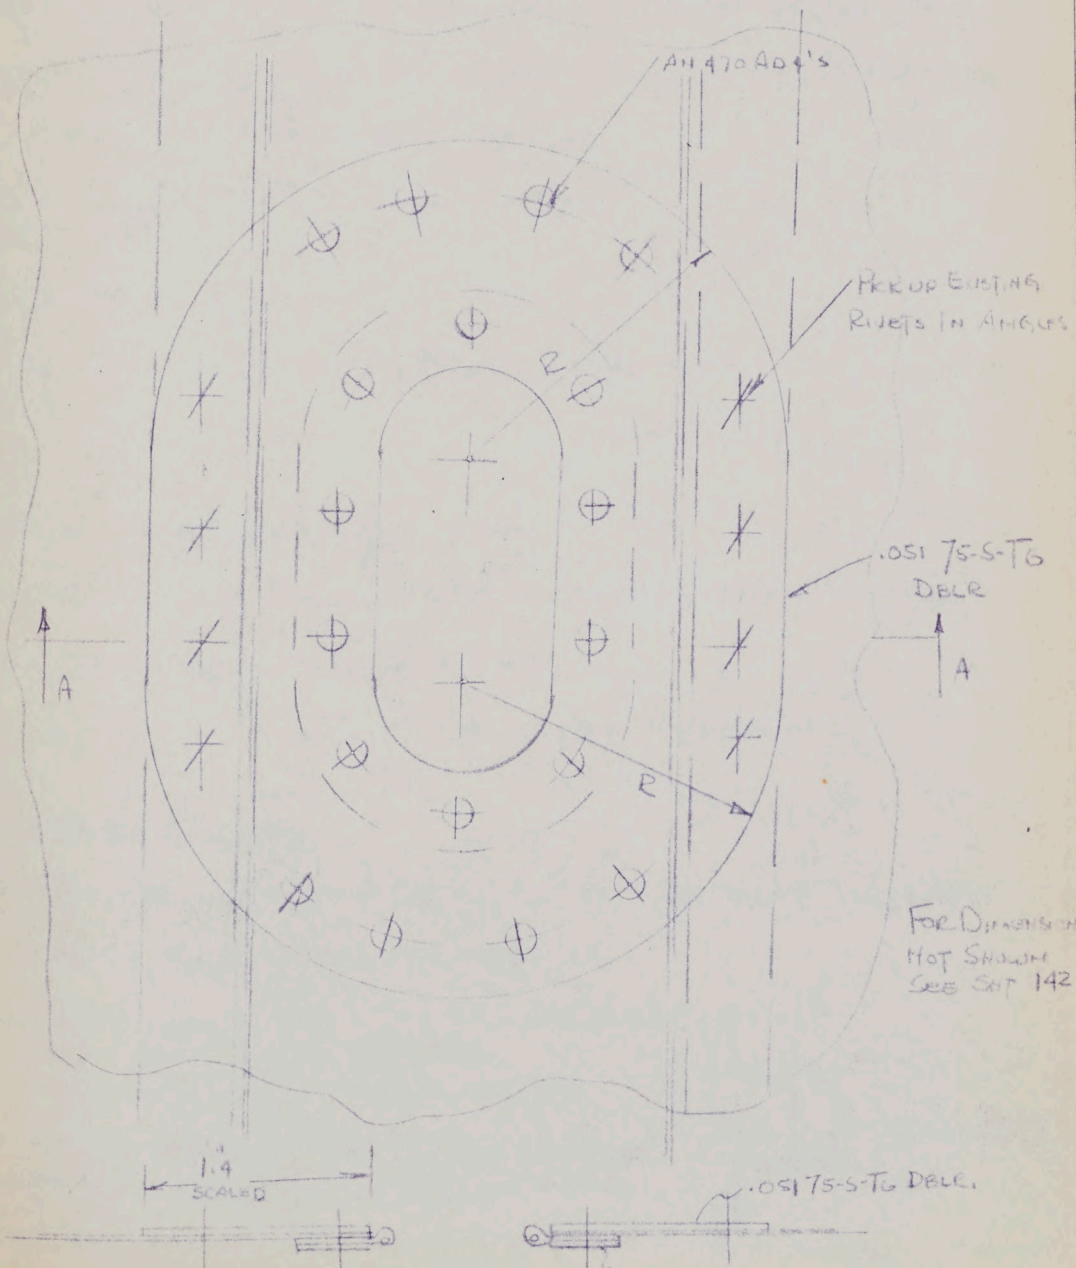 AN 470 AD4's
PICK UP EXISTING
RIVETS IN ANGLES
R
.051 75-S-T6
DBLR
A
A
R
FOR DIMENSION
NOT SHOWN
SEE SHT 142
1.4"
SCALED
.051 75-S-T6 DBLR.